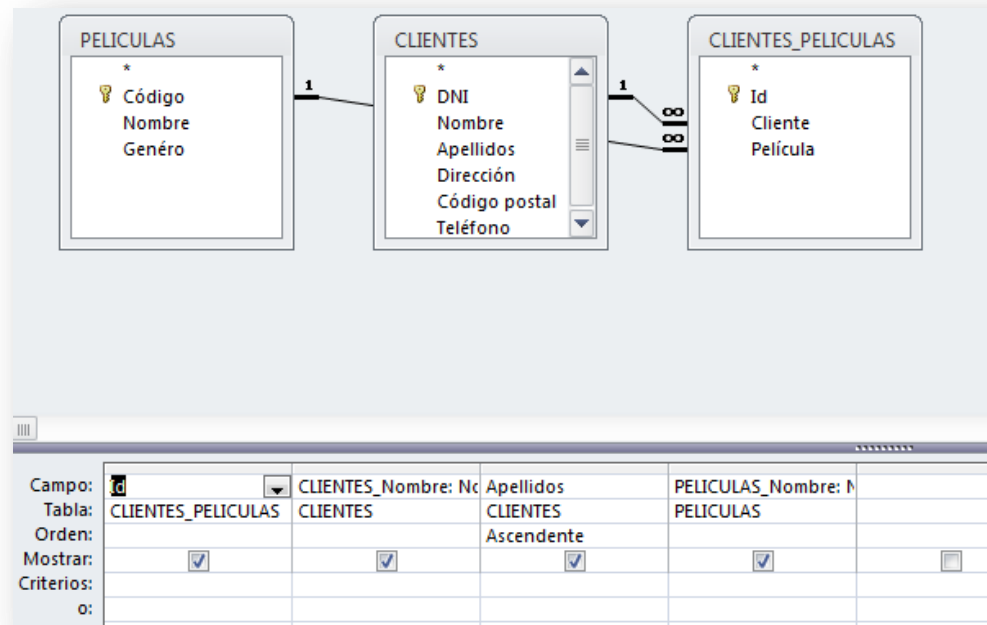 PELICULAS
*
Código
Nombre
Genéro
1
CLIENTES
*
DNI
Nombre
Apellidos
Dirección
Código postal
Teléfono
1
∞
∞
CLIENTES_PELICULAS
*
Id
Cliente
Película
Campo: Id CLIENTES_Nombre: No Apellidos PELICULAS_Nombre: N
Tabla: CLIENTES_PELICULAS CLIENTES CLIENTES PELICULAS
Orden: Ascendente
Mostrar:
Criterios:
o: